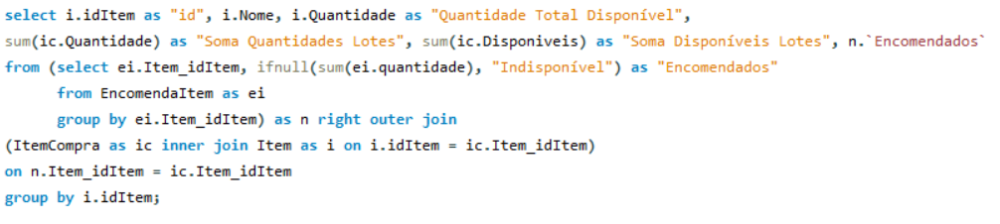 select i.idItem as "id", i.Nome, i.Quantidade as "Quantidade Total Disponível",
sum(ic.Quantidade) as "Soma Quantidades Lotes", sum(ic.Disponiveis) as "Soma Disponíveis Lotes", n.`Encomendados`
from (select ei.Item_idItem, ifnull(sum(ei.quantidade), "Indisponível") as "Encomendados"
from EncomendaItem as ei
group by ei.Item_idItem) as n right outer join
(ItemCompra as ic inner join Item as i on i.idItem = ic.Item_idItem)
on n.Item_idItem = ic.Item_idItem
group by i.idItem;